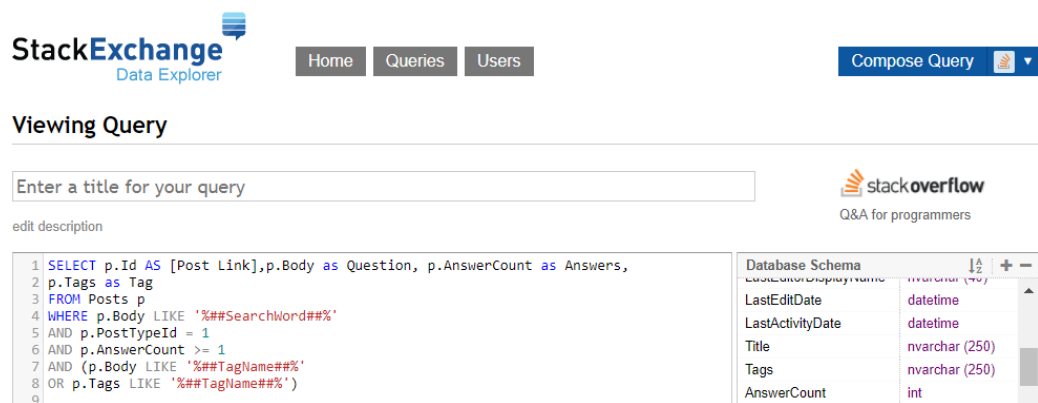 StackExchange
Data Explorer
Home Queries Users
Compose Query
Viewing Query
Enter a title for your query
stackoverflow
Q&A for programmers
edit description
1 SELECT p.Id AS [Post Link],p.Body as Question, p.AnswerCount as Answers,
2 p.Tags as Tag
3 FROM Posts p
4 WHERE p.Body LIKE '%##SearchWord##%'
5 AND p.PostTypeId = 1
6 AND p.AnswerCount >= 1
7 AND (p.Body LIKE '%##TagName##%'
8 OR p.Tags LIKE '%##TagName##%')
9
Database Schema
LastEditorDisplayName nvarchar (40)
LastEditDate datetime
LastActivityDate datetime
Title nvarchar (250)
Tags nvarchar (250)
AnswerCount int